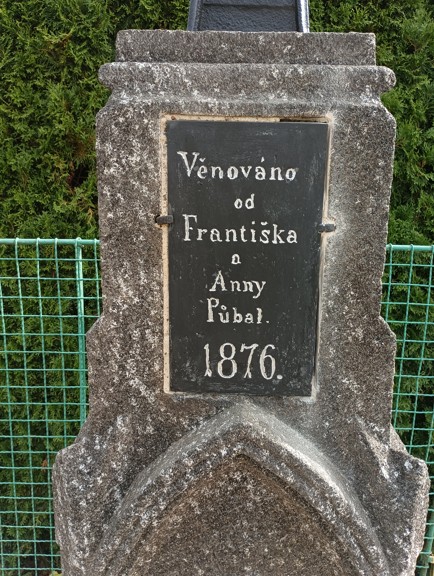 Věnováno
od
Františka
a
Anny
Půbal.
1876.